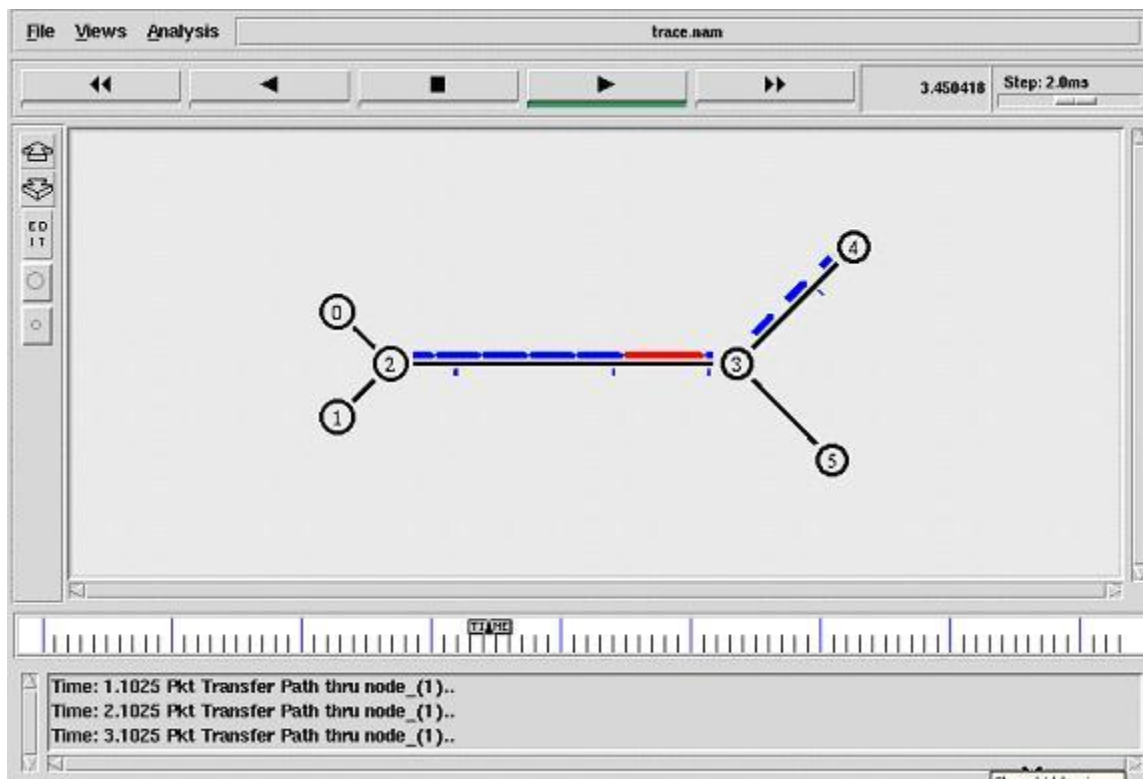 File Views Analysis trace.nam
3.450418 Step: 2.0ms
ED
IT
4
0
2 3
1
5
TIME
Time: 1.1025 Pkt Transfer Path thru node_(1)..
Time: 2.1025 Pkt Transfer Path thru node_(1)..
Time: 3.1025 Pkt Transfer Path thru node_(1)..